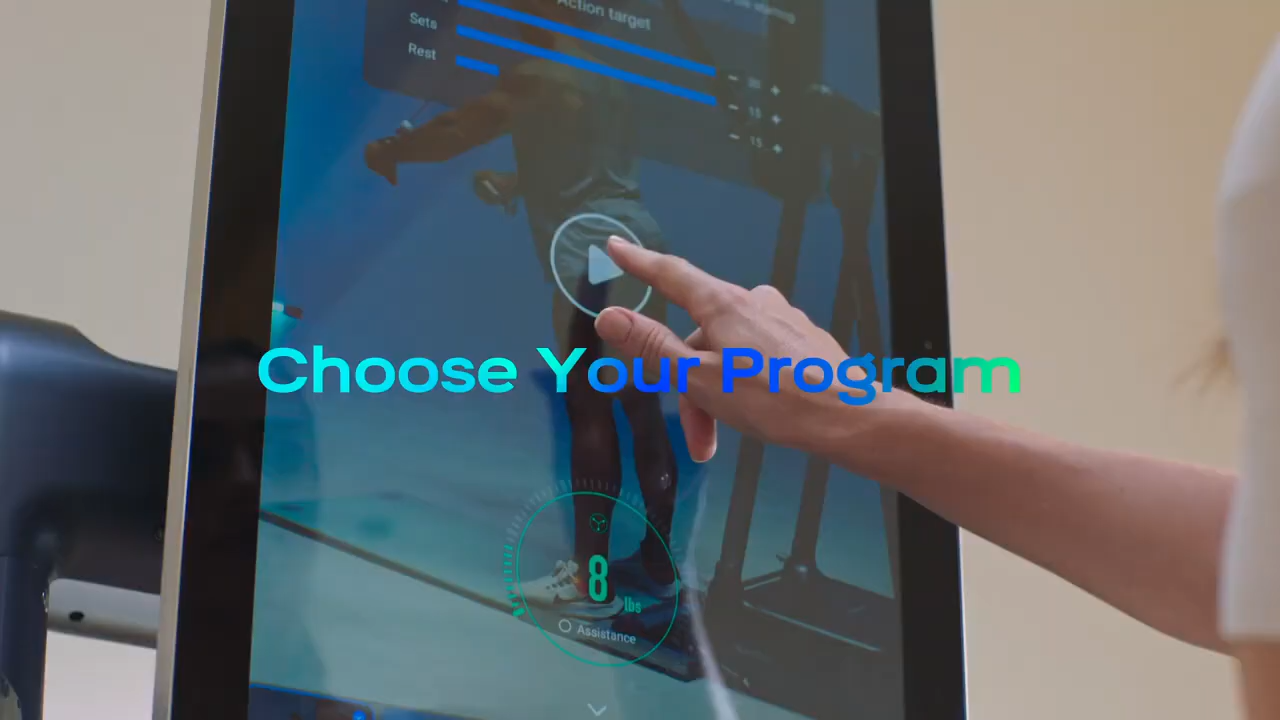 Action target
Sets
Rest
15
15
Choose Your Program
8
lbs
Assistance